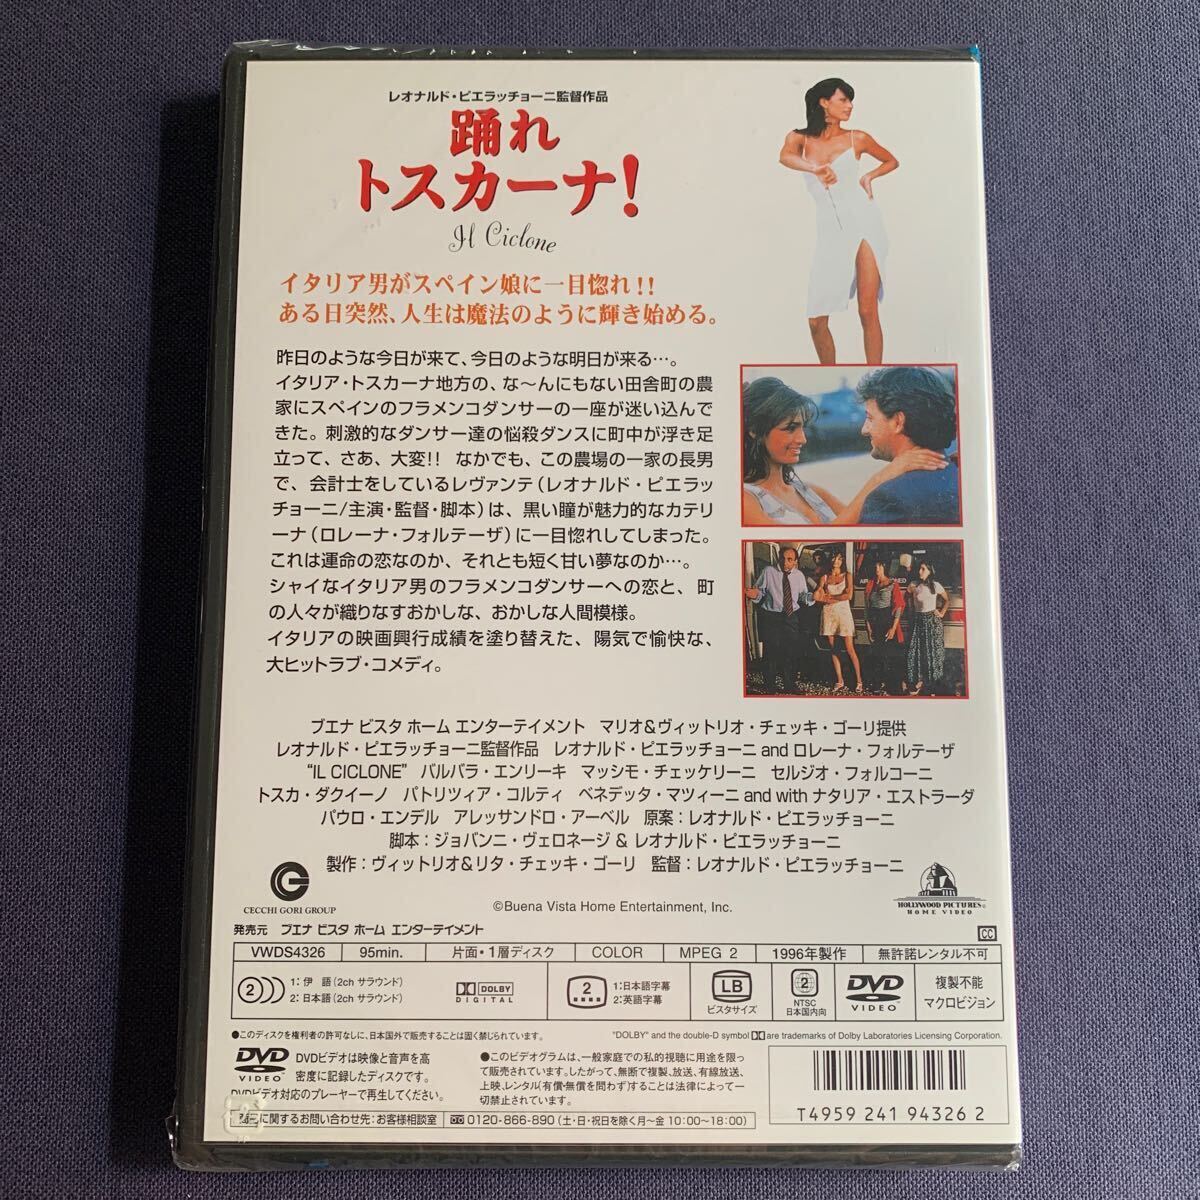 レオナルド・ピエラッチョーニ監督作品
踊れ
トスカーナ!
Il Ciclone
イタリア男がスペイン娘に一目惚れ!!
ある日突然、人生は魔法のように輝き始める。
昨日のような今日が来て、今日のような明日が来る…。
イタリア・トスカーナ地方の、な〜んにもない田舎町の農
家にスペインのフラメンコダンサーの一座が迷い込んで
きた。刺激的なダンサー達の悩殺ダンスに町中が浮き足
立って、さあ、大変!! なかでも、この農場の一家の長男
で、会計士をしているレヴァンテ(レオナルド・ピエラッ
チョーニ/主演・監督・脚本)は、黒い瞳が魅力的なカテリ
ーナ(ロレーナ・フォルテーザ)に一目惚れしてしまった。
これは運命の恋なのか、それとも短く甘い夢なのか…。
シャイなイタリア男のフラメンコダンサーへの恋と、町
の人々が織りなすおかしな、おかしな人間模様。
イタリアの映画興行成績を塗り替えた、陽気で愉快な、
大ヒットラブ・コメディ。
ブエナ ビスタ ホーム エンターテイメント マリオ&ヴィットリオ・チェッキ・ゴーリ提供
レオナルド・ピエラッチョーニ監督作品 レオナルド・ピエラッチョーニ and ロレーナ・フォルテーザ
"IL CICLONE" バルバラ・エンリーキ マッシモ・チェッケリーニ セルジオ・フォルコーニ
トスカ・ダクイーノ パトリツィア・コルティ ベネデッタ・マツィーニ and with ナタリア・エストラーダ
パウロ・エンデル アレッサンドロ・アーベル 原案:レオナルド・ピエラッチョーニ
脚本:ジョバンニ・ヴェロネージ & レオナルド・ピエラッチョーニ
製作:ヴィットリオ&リタ・チェッキ・ゴーリ 監督:レオナルド・ピエラッチョーニ
CECCHI GORI GROUP
©Buena Vista Home Entertainment, Inc.
HOLLYWOOD PICTURES
HOME VIDEO
発売元 ブエナ ビスタ ホーム エンターテイメント
CC
VWDS4326 95min. 片面・1層ディスク COLOR MPEG 2 1996年製作 無許諾レンタル不可
2 1:伊 語(2ch サラウンド)
2:日本語(2ch サラウンド)
DOLBY
DIGITAL
2 1:日本語字幕
2:英語字幕
LB
ビスタサイズ
2
NTSC
日本国内向
DVD
VIDEO
複製不能
マクロビジョン
●このディスクを権利者の許可なしに、日本国外で販売することは固く禁じられています。
"DOLBY" and the double-D symbol are trademarks of Dolby Laboratories Licensing Corporation.
DVD
VIDEO
DVDビデオは映像と音声を高
密度に記録したディスクです。
DVDビデオ対応のプレーヤーで再生してください。
●このビデオグラムは、一般家庭での私的視聴に用途を限っ
て販売されています。したがって、無断で複製、放送、有線放送、
上映、レンタル(有償・無償を問わず)することは法律によって一
切禁止されています。
に関するお問い合わせ先:お客様相談室 0120-866-890(土・日・祝日を除く月〜金 10:00〜18:00)
T4959 241 94326 2